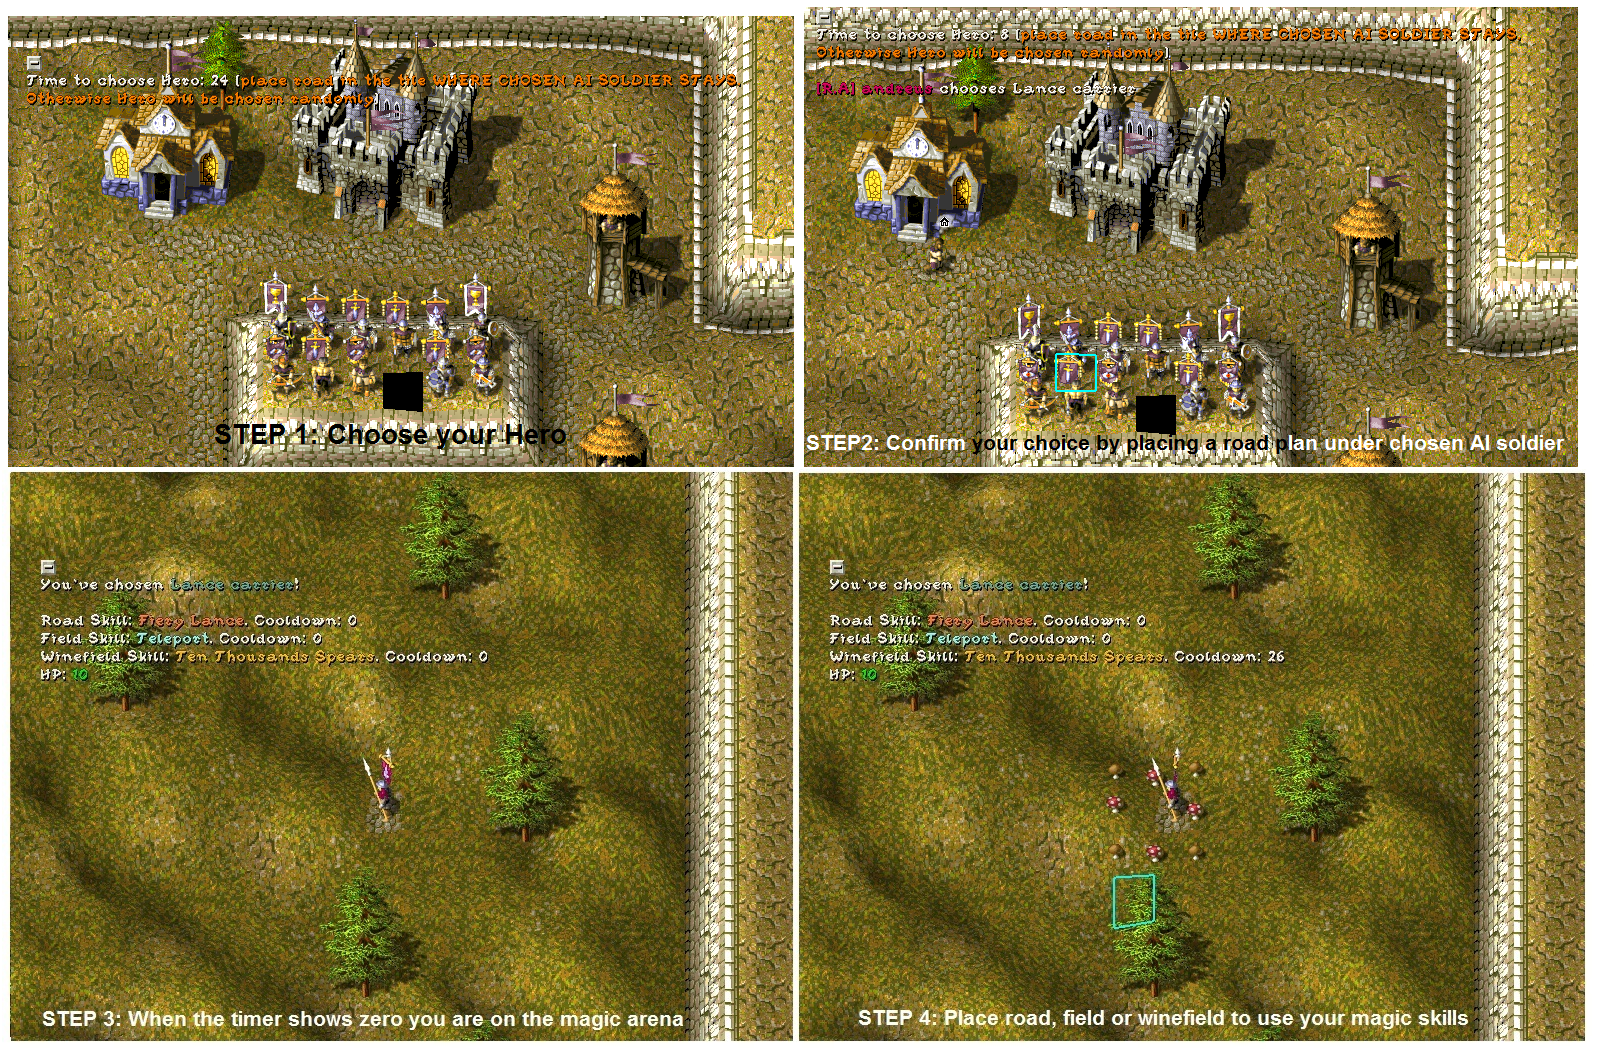 Time to choose Hero: 24 [place road in the tile WHERE CHOSEN AI SOLDIER STAYS.
Otherwise Hero will be chosen randomly]
STEP 1: Choose your Hero
Time to choose Hero: 8 [place road in the tile WHERE CHOSEN AI SOLDIER STAYS.
Otherwise Hero will be chosen randomly]
[R.A] andreus chooses Lance carrier
STEP2: Confirm your choice by placing a road plan under chosen AI soldier
You've chosen Lance carrier!
Road Skill: Fiery Lance. Cooldown: 0
Field Skill: Teleport. Cooldown: 0
Winefield Skill: Ten Thousands Spears. Cooldown: 0
HP: 10
STEP 3: When the timer shows zero you are on the magic arena
You've chosen Lance carrier!
Road Skill: Fiery Lance. Cooldown: 0
Field Skill: Teleport. Cooldown: 0
Winefield Skill: Ten Thousands Spears. Cooldown: 26
HP: 10
STEP 4: Place road, field or winefield to use your magic skills